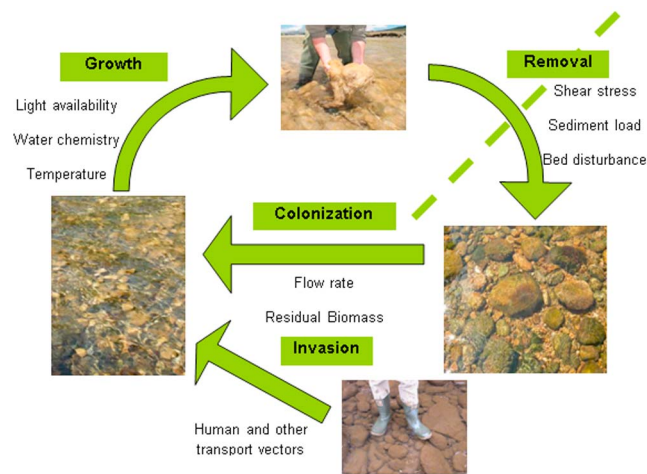 Growth
Light availability
Water chemistry
Temperature
Removal
Shear stress
Sediment load
Bed disturbance
Colonization
Flow rate
Residual Biomass
Invasion
Human and other
transport vectors